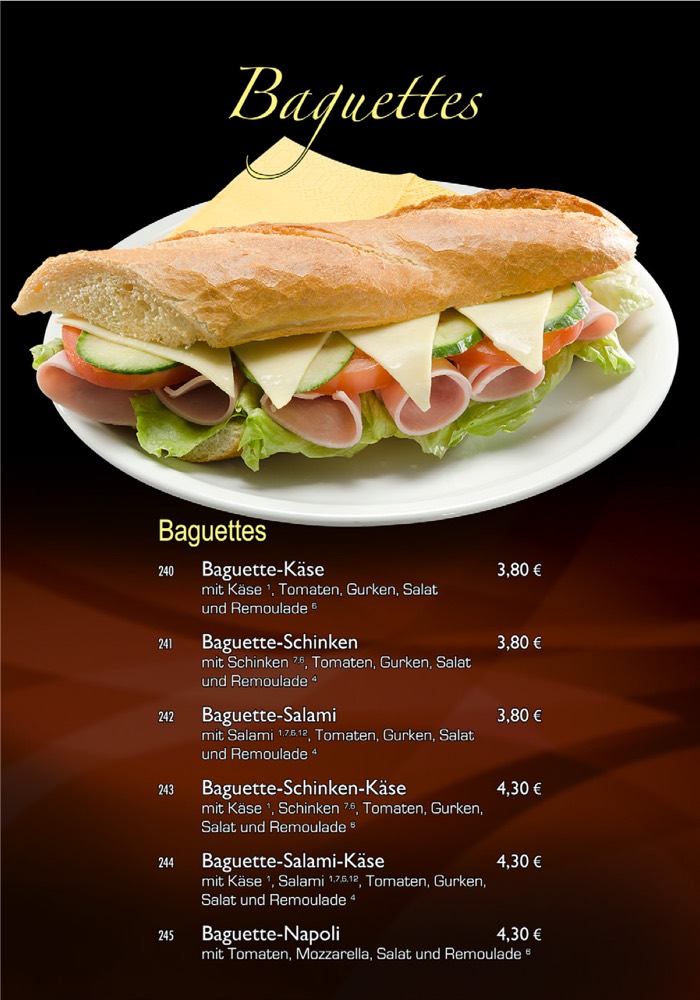 Baguettes
Baguettes
240 Baguette-Käse 3,80 €
mit Käse ¹, Tomaten, Gurken, Salat
und Remoulade ⁶
241 Baguette-Schinken 3,80 €
mit Schinken ⁷,⁶, Tomaten, Gurken, Salat
und Remoulade ⁴
242 Baguette-Salami 3,80 €
mit Salami ¹,⁷,⁶,¹², Tomaten, Gurken, Salat
und Remoulade ⁴
243 Baguette-Schinken-Käse 4,30 €
mit Käse ¹, Schinken ⁷,⁶, Tomaten, Gurken,
Salat und Remoulade ⁶
244 Baguette-Salami-Käse 4,30 €
mit Käse ¹, Salami ¹,⁷,⁶,¹², Tomaten, Gurken,
Salat und Remoulade ⁴
245 Baguette-Napoli 4,30 €
mit Tomaten, Mozzarella, Salat und Remoulade ⁶